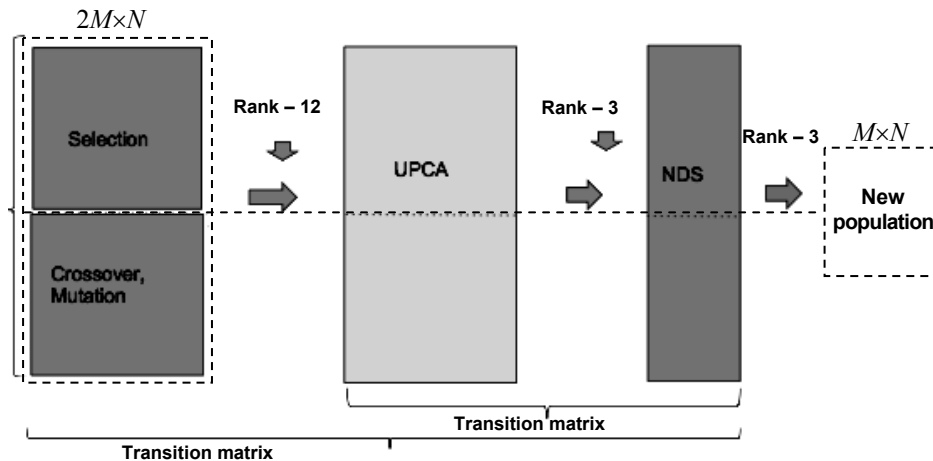 2M×N
Selection
Crossover,
Mutation
Rank – 12
UPCA
Rank – 3
NDS
Rank – 3
M×N
New
population
Transition matrix
Transition matrix